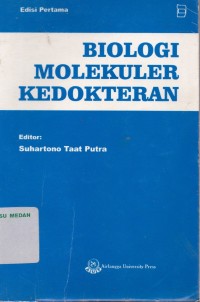 Edisi Pertama
BIOLOGI
MOLEKULER
KEDOKTERAN
Editor:
Suhartono Taat Putra
SU MEDAN
Airlangga University Press